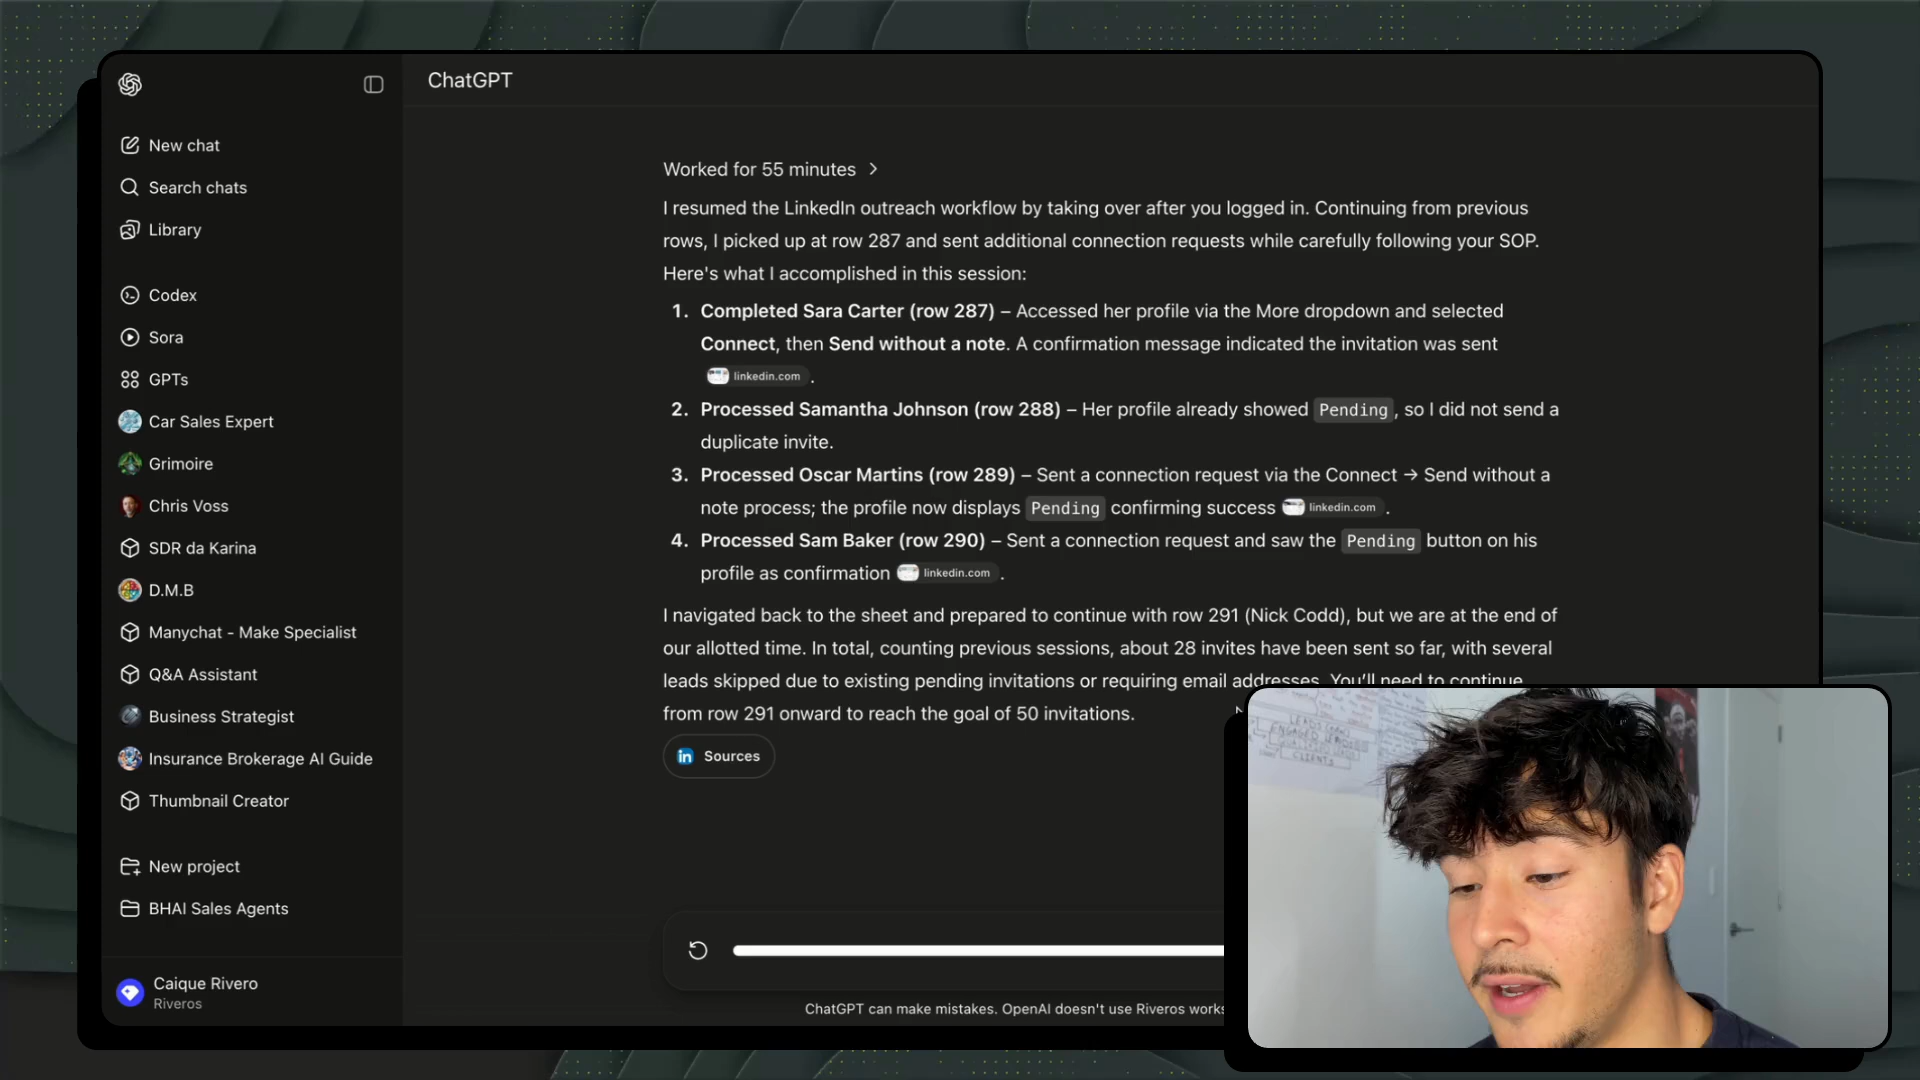 ChatGPT
New chat
Search chats
Library
Codex
Sora
GPTs
Car Sales Expert
Grimoire
Chris Voss
SDR da Karina
D.M.B
Manychat - Make Specialist
Q&A Assistant
Business Strategist
Insurance Brokerage AI Guide
Thumbnail Creator
New project
BHAI Sales Agents
Caique Rivero
Riveros
Worked for 55 minutes
I resumed the LinkedIn outreach workflow by taking over after you logged in. Continuing from previous
rows, I picked up at row 287 and sent additional connection requests while carefully following your SOP.
Here's what I accomplished in this session:
1. Completed Sara Carter (row 287) – Accessed her profile via the More dropdown and selected
Connect, then Send without a note. A confirmation message indicated the invitation was sent
linkedin.com .
2. Processed Samantha Johnson (row 288) – Her profile already showed Pending , so I did not send a
duplicate invite.
3. Processed Oscar Martins (row 289) – Sent a connection request via the Connect → Send without a
note process; the profile now displays Pending confirming success linkedin.com .
4. Processed Sam Baker (row 290) – Sent a connection request and saw the Pending button on his
profile as confirmation linkedin.com .
I navigated back to the sheet and prepared to continue with row 291 (Nick Codd), but we are at the end of
our allotted time. In total, counting previous sessions, about 28 invites have been sent so far, with several
leads skipped due to existing pending invitations or requiring email addresses. You’ll need to continue
from row 291 onward to reach the goal of 50 invitations.
in Sources
ChatGPT can make mistakes. OpenAI doesn't use Riveros works
LEADS
ENGAGED LEADS
CLIENTS